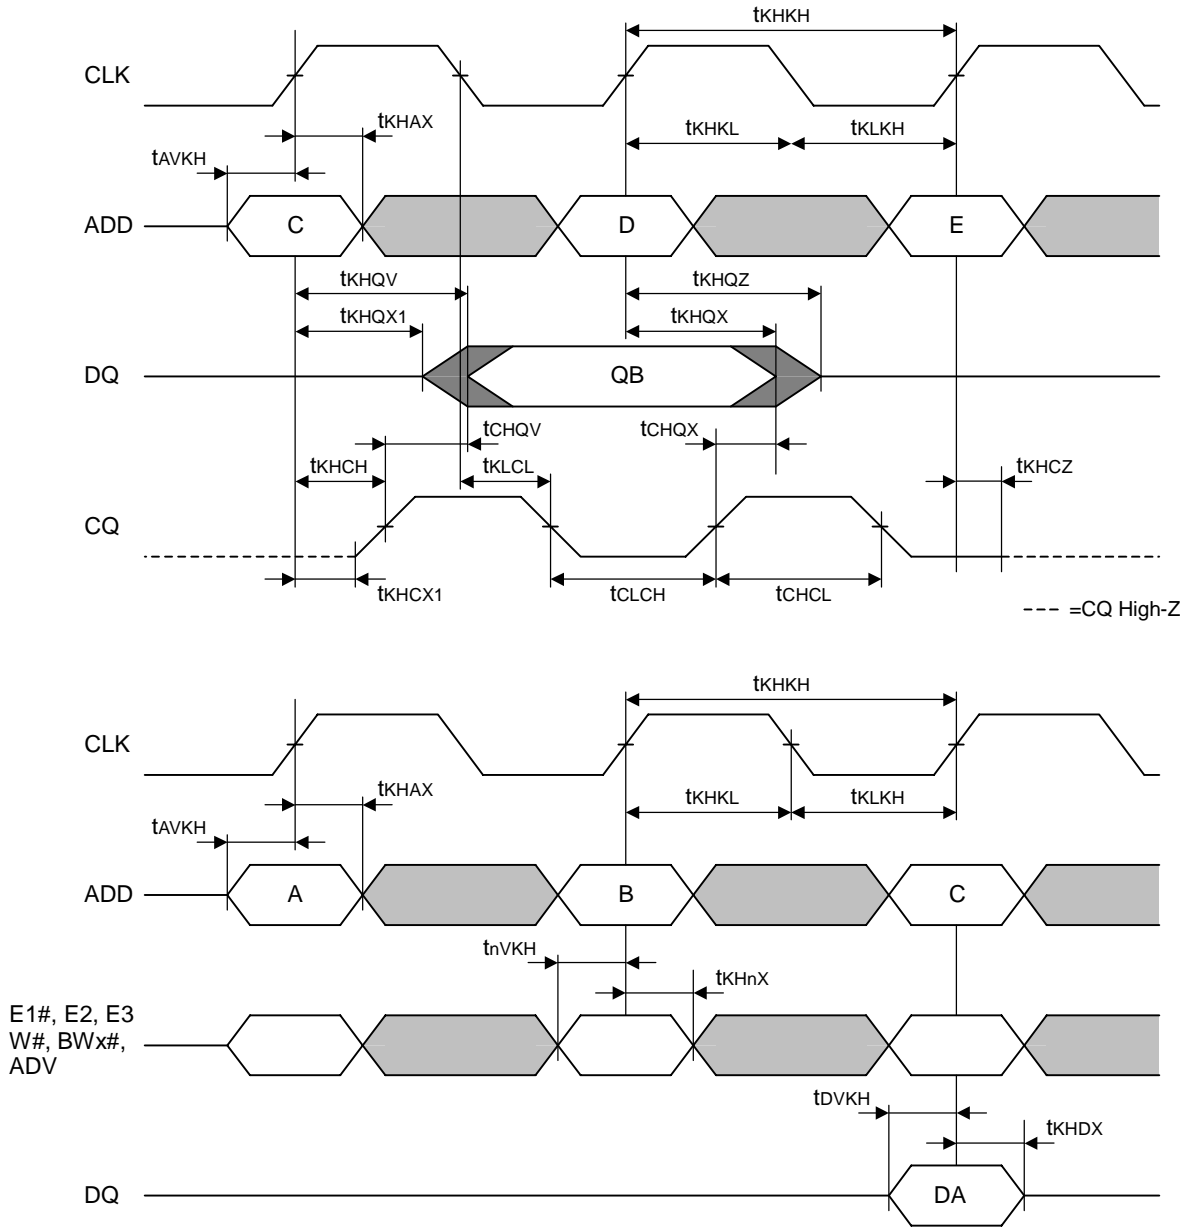 tKHKH
CLK
tKHAX
tKHKL
tKLKH
tAVKH
ADD
C
D
E
tKHQV
tKHQZ
tKHQX1
tKHQX
DQ
QB
tCHQV
tCHQX
tKHCH
tKLCL
tKHCZ
CQ
tKHCX1
tCLCH
tCHCL
---- =CQ High-Z
tKHKH
CLK
tKHAX
tKHKL
tKLKH
tAVKH
ADD
A
B
C
tnVKH
tKHnX
E1#, E2, E3
W#, BWx#,
ADV
tDVKH
tKHDX
DQ
DA